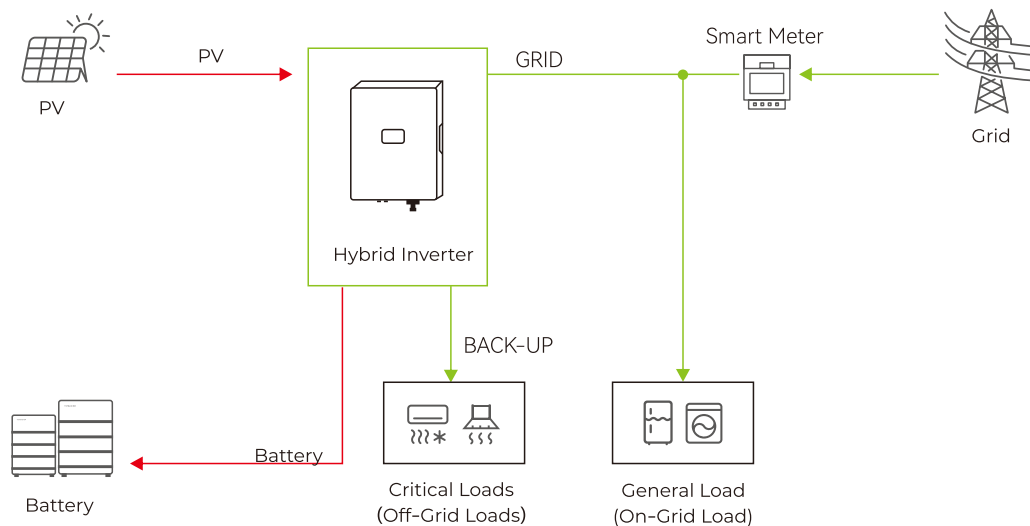 Smart Meter
PV
GRID
PV
Grid
Hybrid Inverter
BACK-UP
Battery
Battery
Critical Loads
(Off-Grid Loads)
General Load
(On-Grid Load)